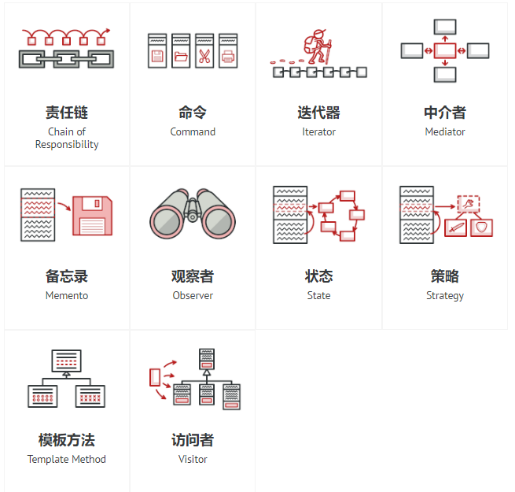 责任链
Chain of
Responsibility
命令
Command
迭代器
Iterator
中介者
Mediator
备忘录
Memento
观察者
Observer
状态
State
策略
Strategy
模板方法
Template Method
访问者
Visitor